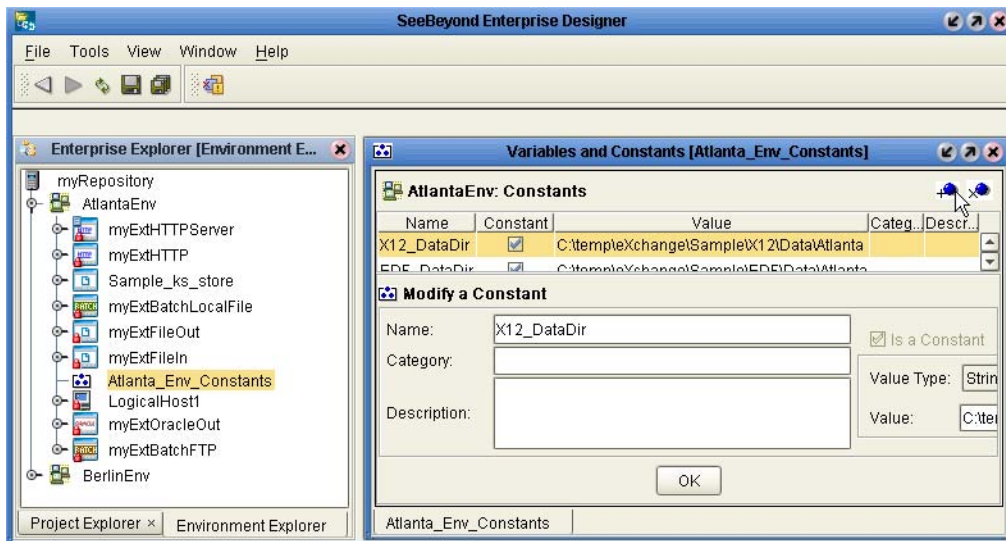 SeeBeyond Enterprise Designer
File Tools View Window Help
Enterprise Explorer [Environment E...
myRepository
AtlantaEnv
myExtHTTPServer
myExtHTTP
Sample_ks_store
myExtBatchLocalFile
myExtFileOut
myExtFileIn
Atlanta_Env_Constants
LogicalHost1
myExtOracleOut
myExtBatchFTP
BerlinEnv
Project Explorer
Environment Explorer
Variables and Constants [Atlanta_Env_Constants]
AtlantaEnv: Constants
Name Constant Value Categ... Descr...
X12_DataDir C:\temp\eXchange\Sample\X12\Data\Atlanta
Modify a Constant
Name: X12_DataDir
Is a Constant
Category:
Value Type: Strin
Description:
Value: C:\te
OK
Atlanta_Env_Constants